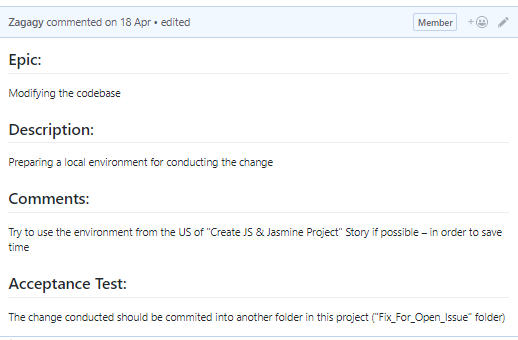 Zagagy commented on 18 Apr • edited
Member
Epic:
Modifying the codebase
Description:
Preparing a local environment for conducting the change
Comments:
Try to use the environment from the US of "Create JS & Jasmine Project" Story if possible – in order to save
time
Acceptance Test:
The change conducted should be commited into another folder in this project ("Fix_For_Open_Issue" folder)